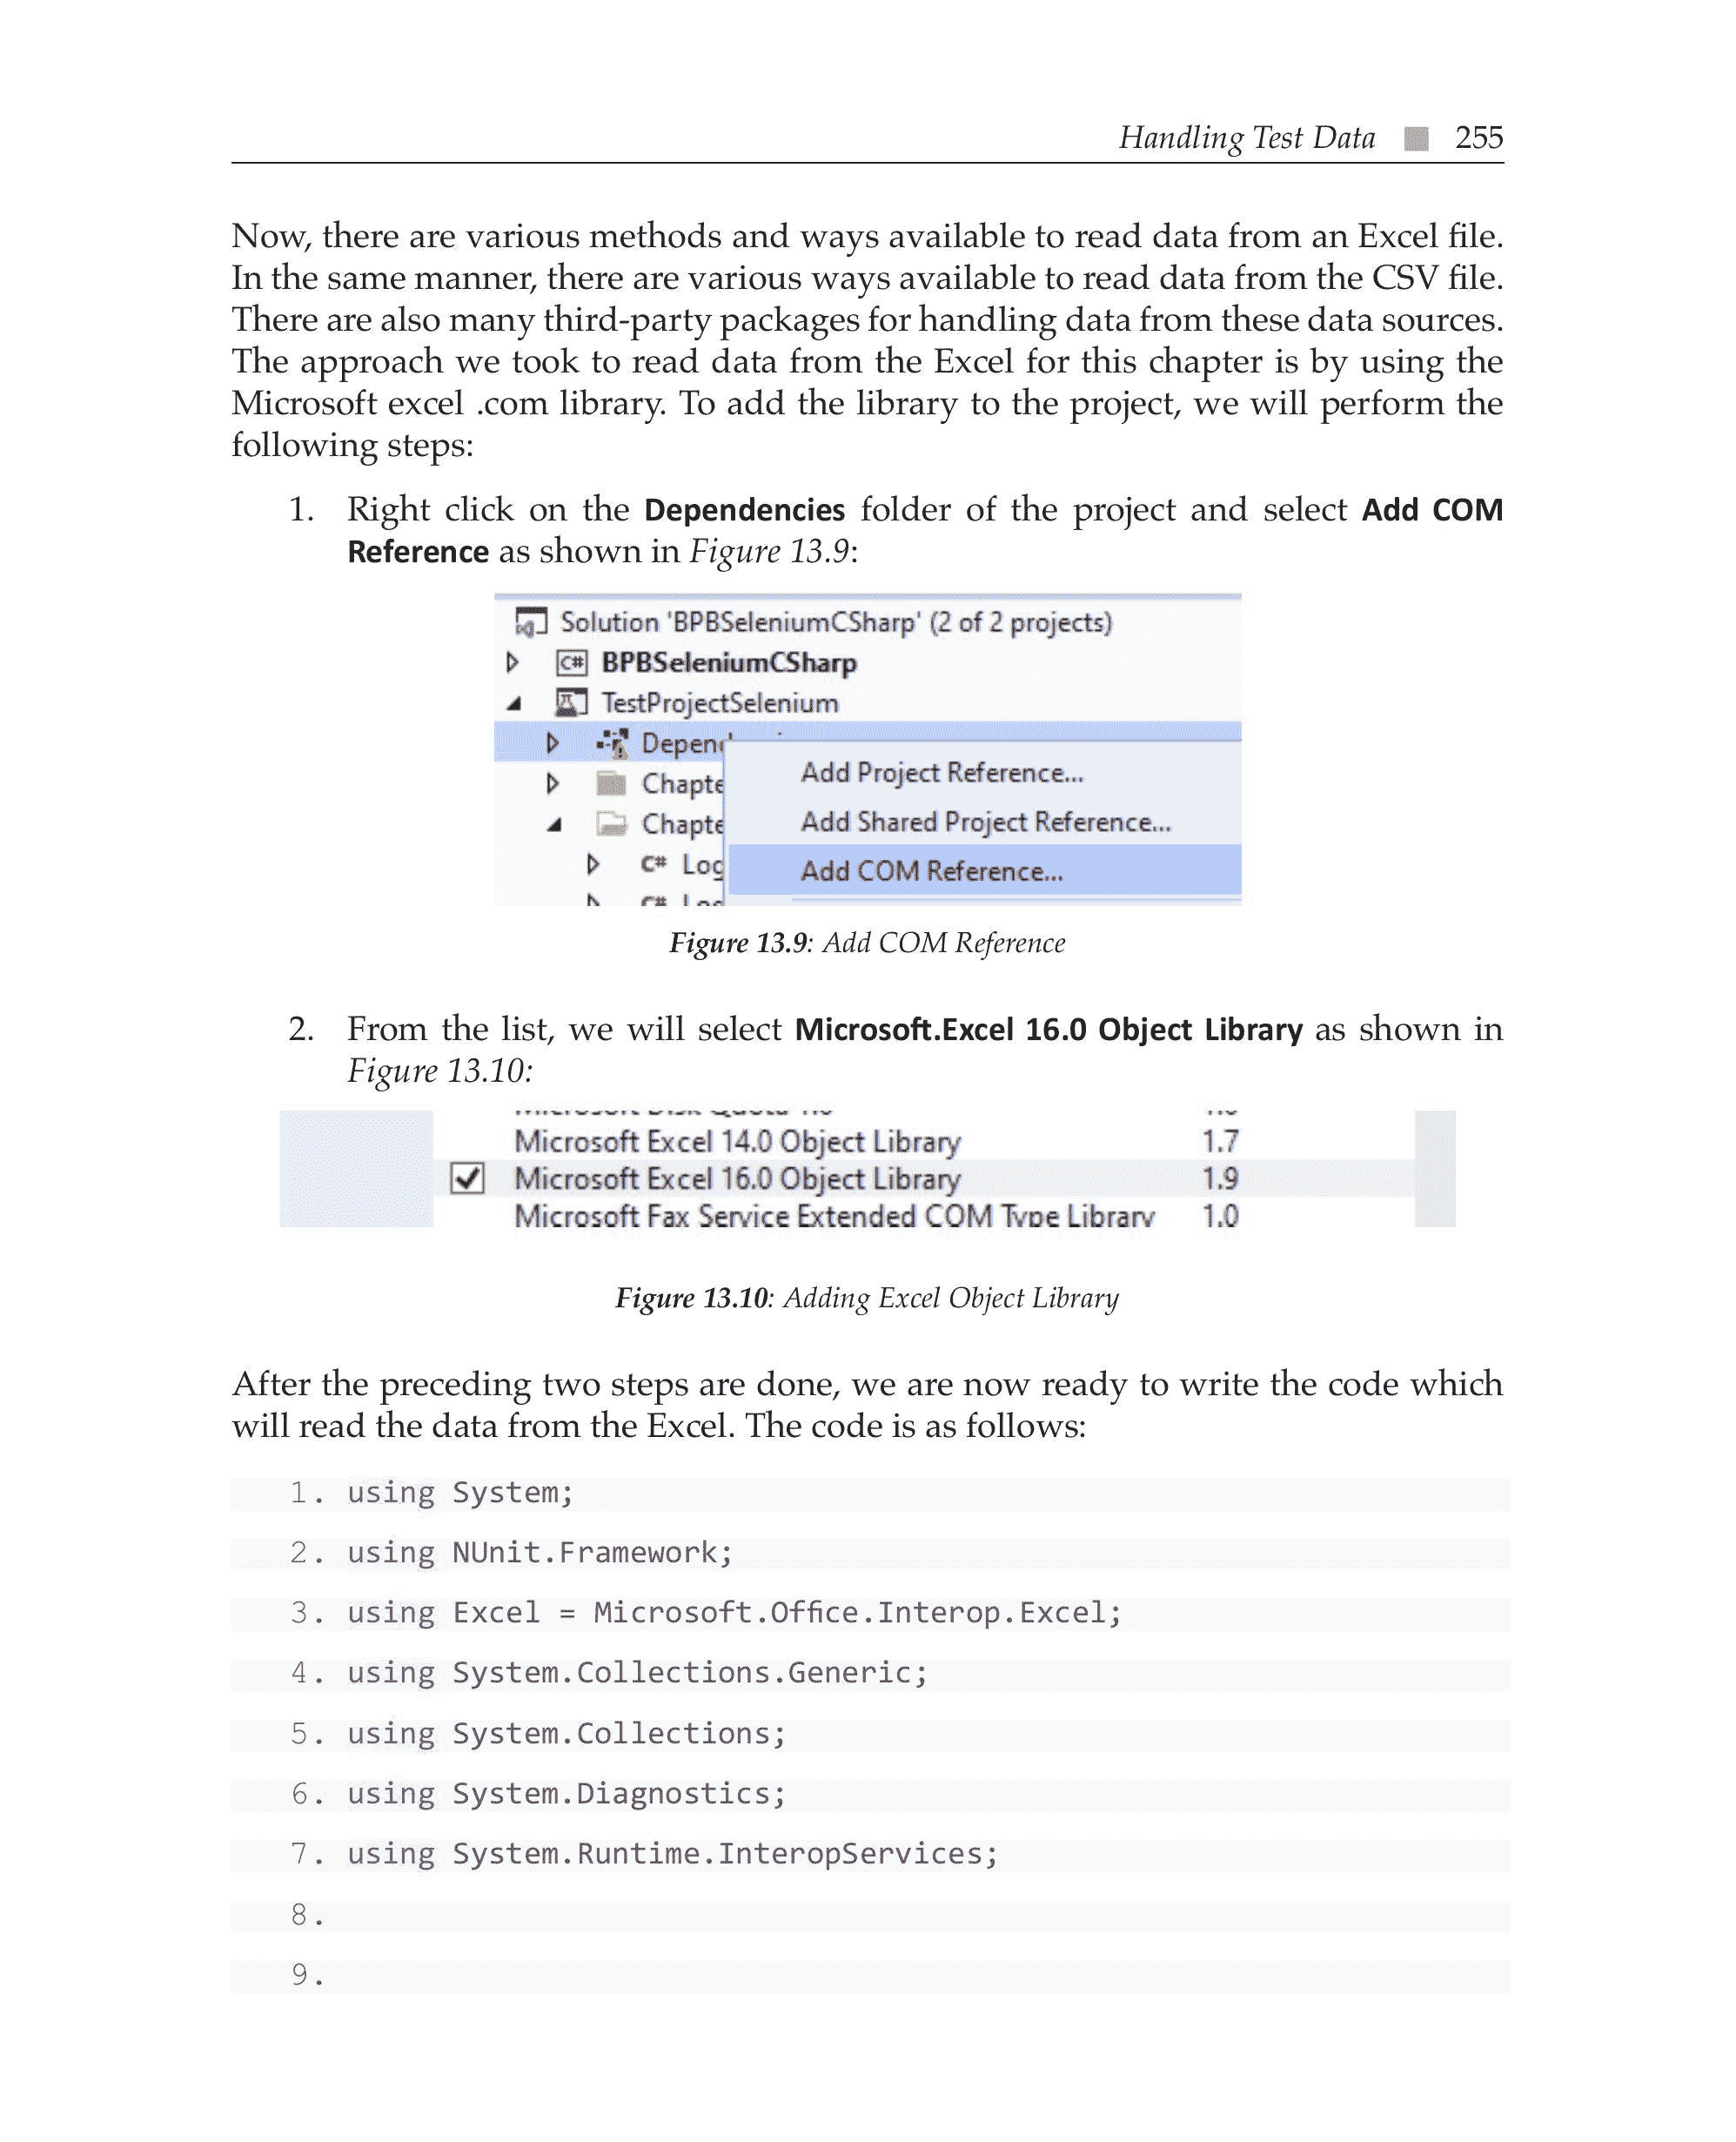 Handling Test Data 255
Now, there are various methods and ways available to read data from an Excel file.
In the same manner, there are various ways available to read data from the CSV file.
There are also many third-party packages for handling data from these data sources.
The approach we took to read data from the Excel for this chapter is by using the
Microsoft excel .com library. To add the library to the project, we will perform the
following steps:
1. Right click on the Dependencies folder of the project and select Add COM
Reference as shown in Figure 13.9:
Solution 'BPBSeleniumCSharp' (2 of 2 projects)
C# BPBSeleniumCSharp
TestProjectSelenium
Depen
Add Project Reference...
Chapte
Add Shared Project Reference...
Chapte
C# Log
Add COM Reference...
Figure 13.9: Add COM Reference
2. From the list, we will select Microsoft.Excel 16.0 Object Library as shown in
Figure 13.10:
Microsoft Excel 14.0 Object Library 1.7
Microsoft Excel 16.0 Object Library 1.9
Microsoft Fax Service Extended COM Type Library 1.0
Figure 13.10: Adding Excel Object Library
After the preceding two steps are done, we are now ready to write the code which
will read the data from the Excel. The code is as follows:
1. using System;
2. using NUnit.Framework;
3. using Excel = Microsoft.Office.Interop.Excel;
4. using System.Collections.Generic;
5. using System.Collections;
6. using System.Diagnostics;
7. using System.Runtime.InteropServices;
8.
9.